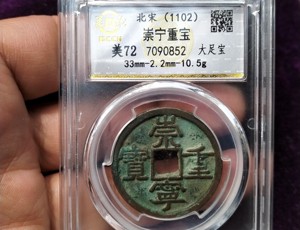 北宋（1102）
崇宁重宝
美72 7090852 大足宝
33mm-2.2mm-10.5g
崇
寶 重
寧